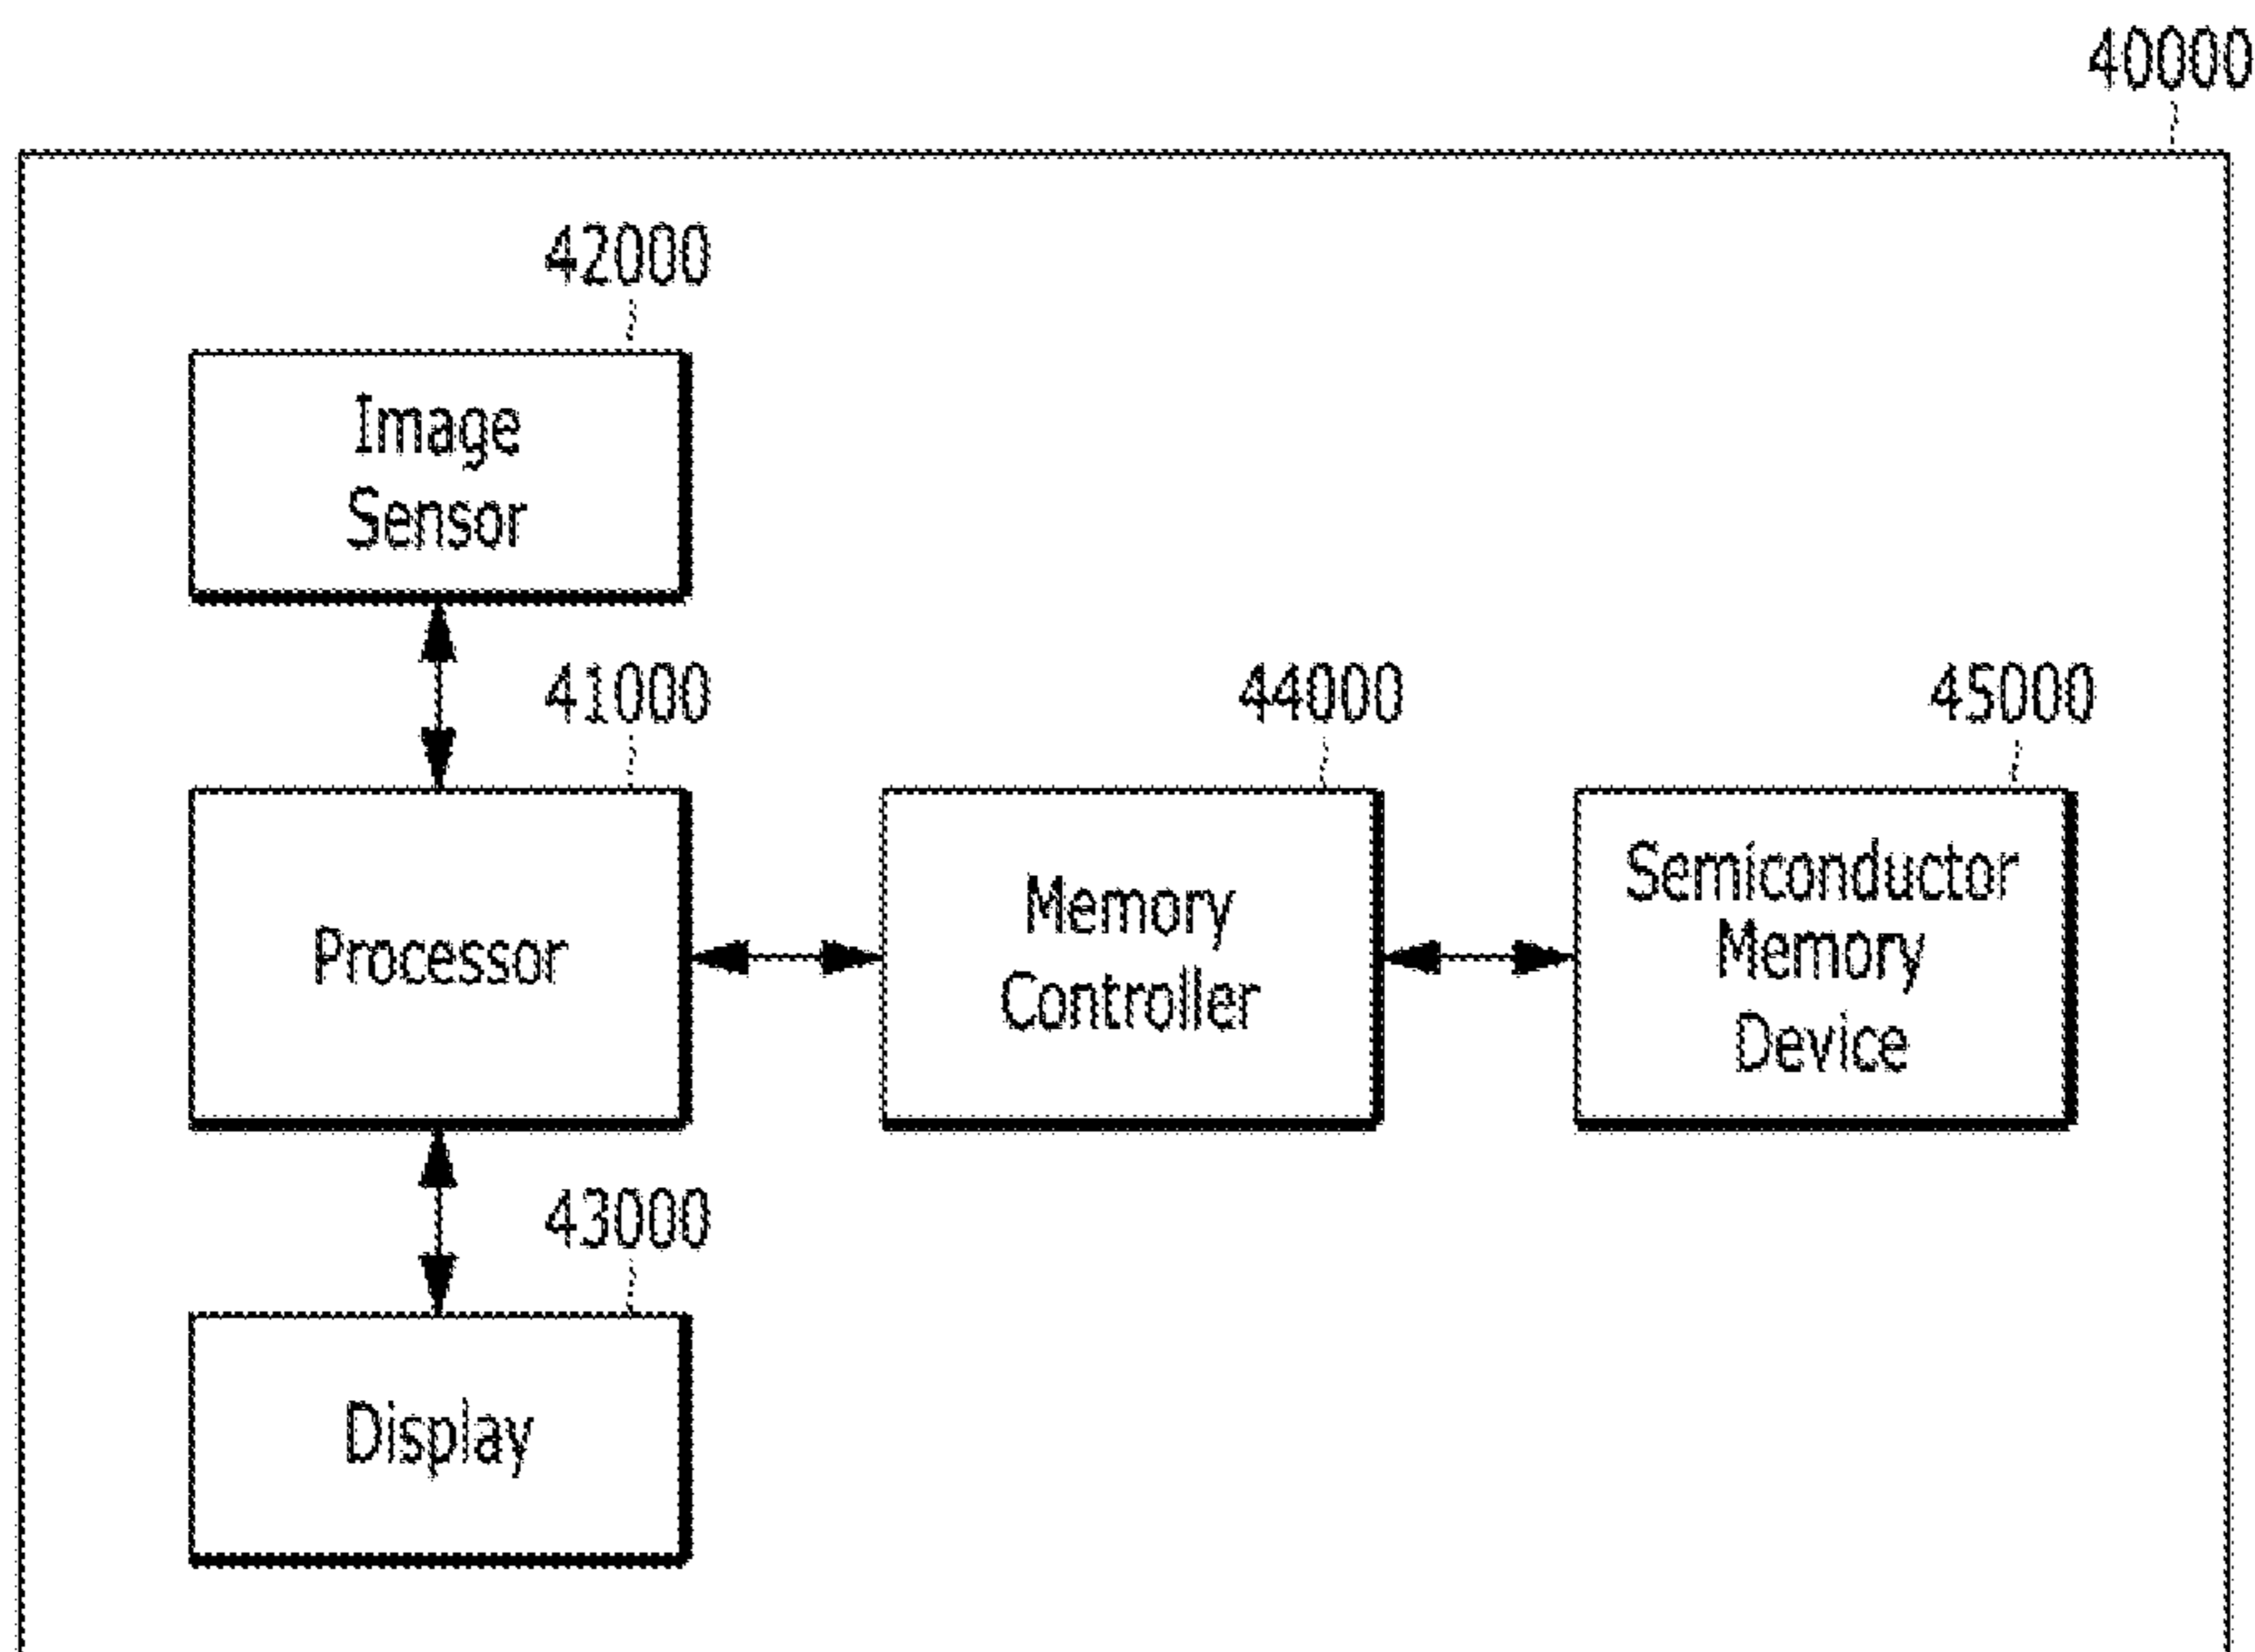 40000
42000
Image
Sensor
41000
44000
45000
Processor
Memory
Controller
Semiconductor
Memory
Device
43000
Display